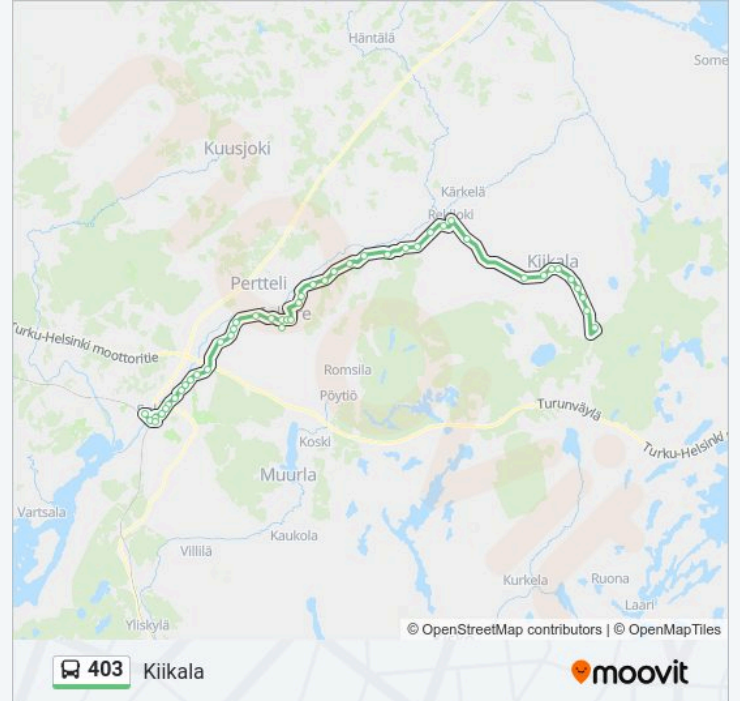 Häntälä
Some
Kuusjoki
Kärkelä
Kiikala
Pertteli
Turku-Helsinki moottoritie
Romsila
Pöytiö
Turunväylä
Turku-Helsinki
Koski
Muurla
Vartsala
Kaukola
Villilä
Kurkela
Ruona
Laari
Yliskylä
© OpenStreetMap contributors | © OpenMapTiles
403 Kiikala
moovit